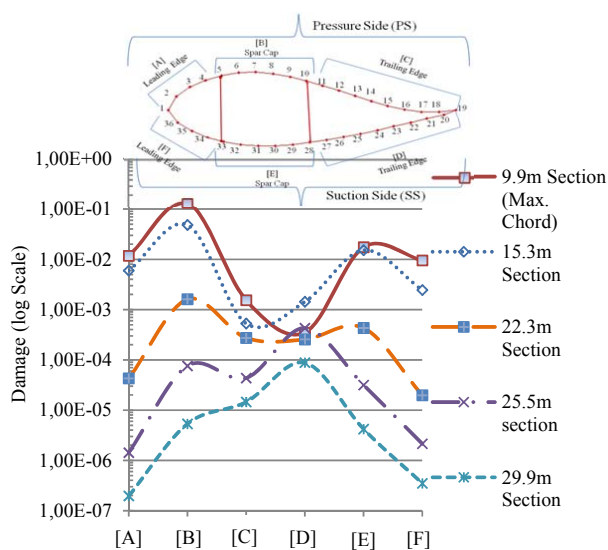 Pressure Side (PS)
[B]
Spar Cap
[A]
Leading Edge
[C]
Trailing Edge
1 2 3 4 5 6 7 8 9 10 11 12 13 14 15 16 17 18 19
36 35 34 33 32 31 30 29 28 27 26 25 24 23 22 21 20
[F]
Leading Edge
[E]
Spar Cap
[D]
Trailing Edge
Suction Side (SS)
Damage (log Scale)
1,00E+00
1,00E-01
1,00E-02
1,00E-03
1,00E-04
1,00E-05
1,00E-06
1,00E-07
[A] [B] [C] [D] [E] [F]
9.9m Section
(Max.
Chord)
15.3m
Section
22.3m
Section
25.5m
section
29.9m
Section